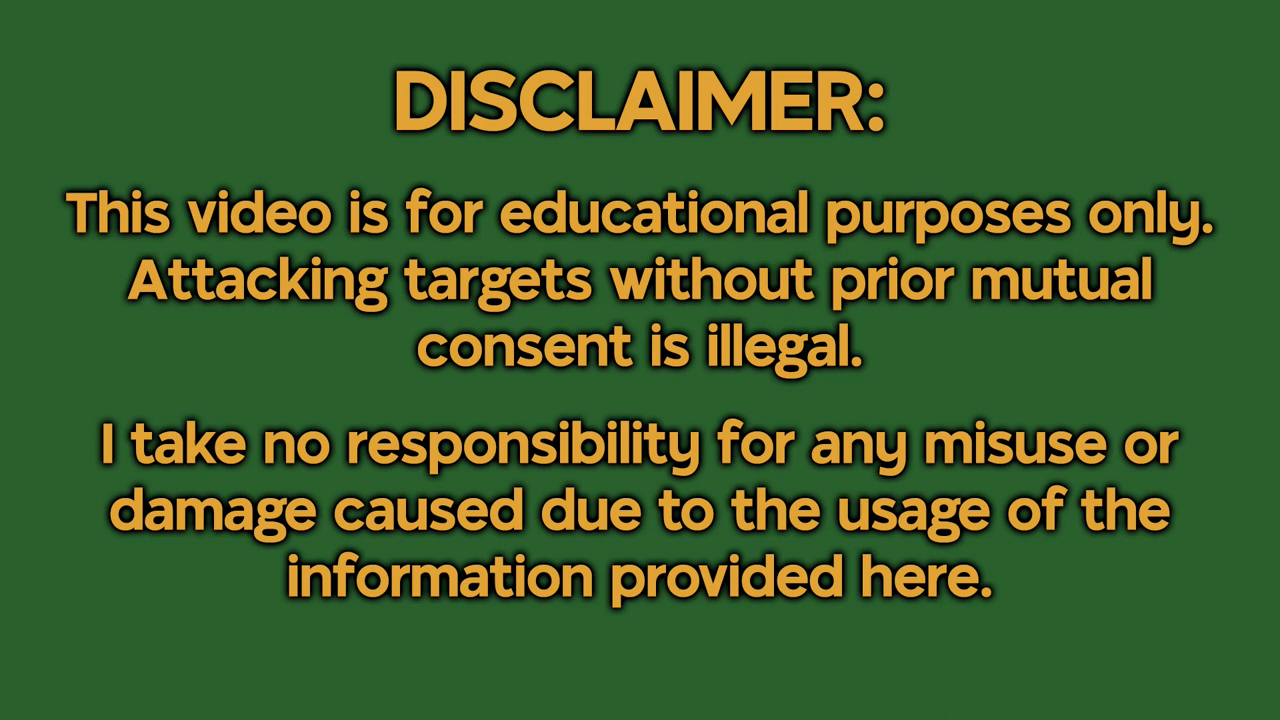 DISCLAIMER:
This video is for educational purposes only.
Attacking targets without prior mutual
consent is illegal.
I take no responsibility for any misuse or
damage caused due to the usage of the
information provided here.